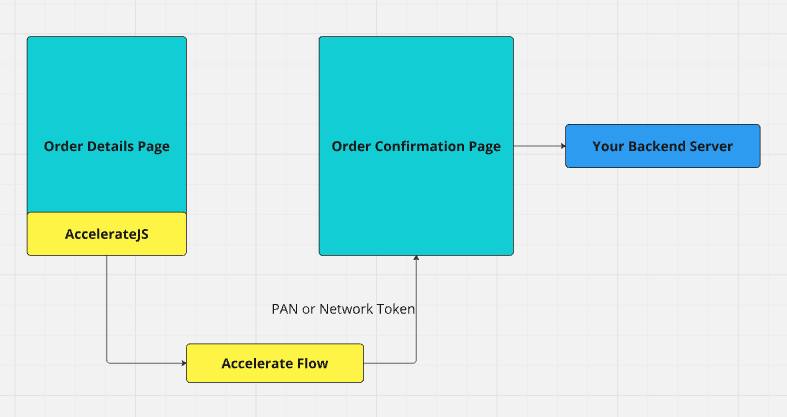 Order Details Page
Order Confirmation Page
Your Backend Server
AccelerateJS
PAN or Network Token
Accelerate Flow